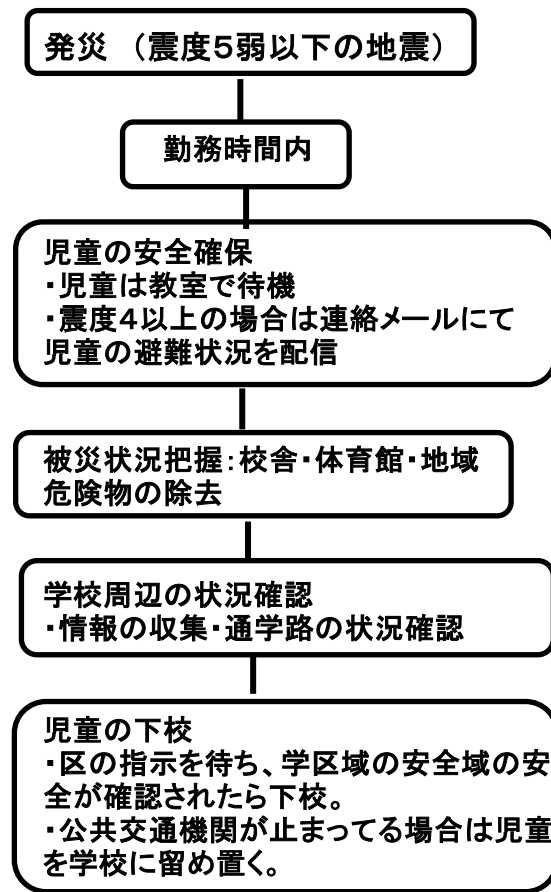 発災 （震度５弱以下の地震）
勤務時間内
児童の安全確保
・児童は教室で待機
・震度４以上の場合は連絡メールにて
児童の避難状況を配信
被災状況把握：校舎・体育館・地域
危険物の除去
学校周辺の状況確認
・情報の収集・通学路の状況確認
児童の下校
・区の指示を待ち、学区域の安全域の安
全が確認されたら下校。
・公共交通機関が止まってる場合は児童
を学校に留め置く。